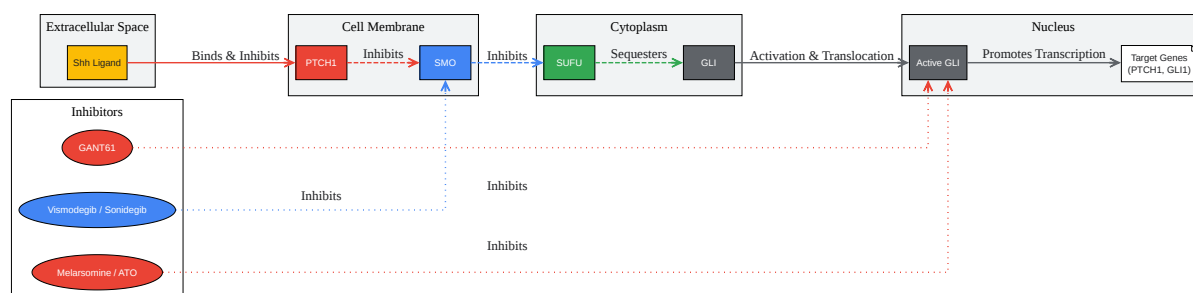 Extracellular Space
Cell Membrane
Cytoplasm
Nucleus
Shh Ligand
Binds & Inhibits
PTCH1
Inhibits
SMO
Inhibits
SUFU
Sequesters
GLI
Activation & Translocation
Active GLI
Promotes Transcription
Target Genes
(PTCH1, GLI1)
Inhibitors
GANT61
Inhibits
Vismodegib / Sonidegib
Inhibits
Inhibits
Melarsomine / ATO